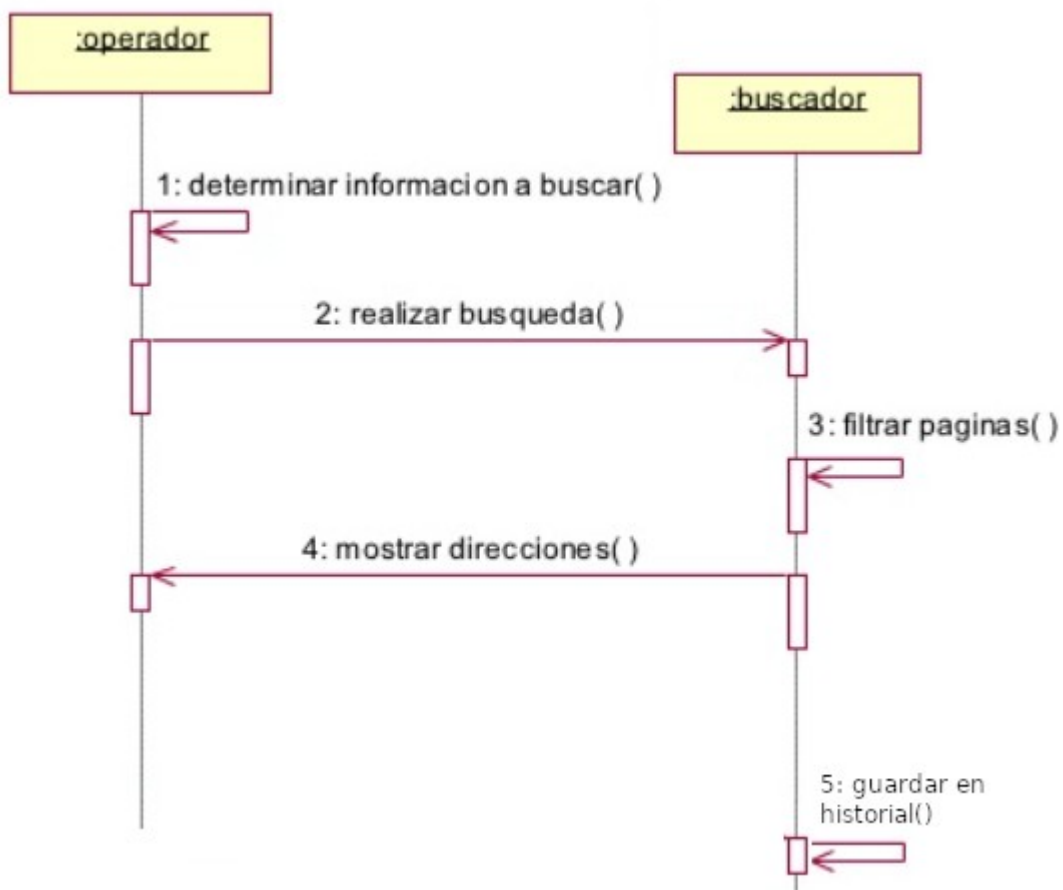 :operador
:buscador
1: determinar informacion a buscar( )
2: realizar busqueda( )
3: filtrar paginas( )
4: mostrar direcciones( )
5: guardar en
historial()